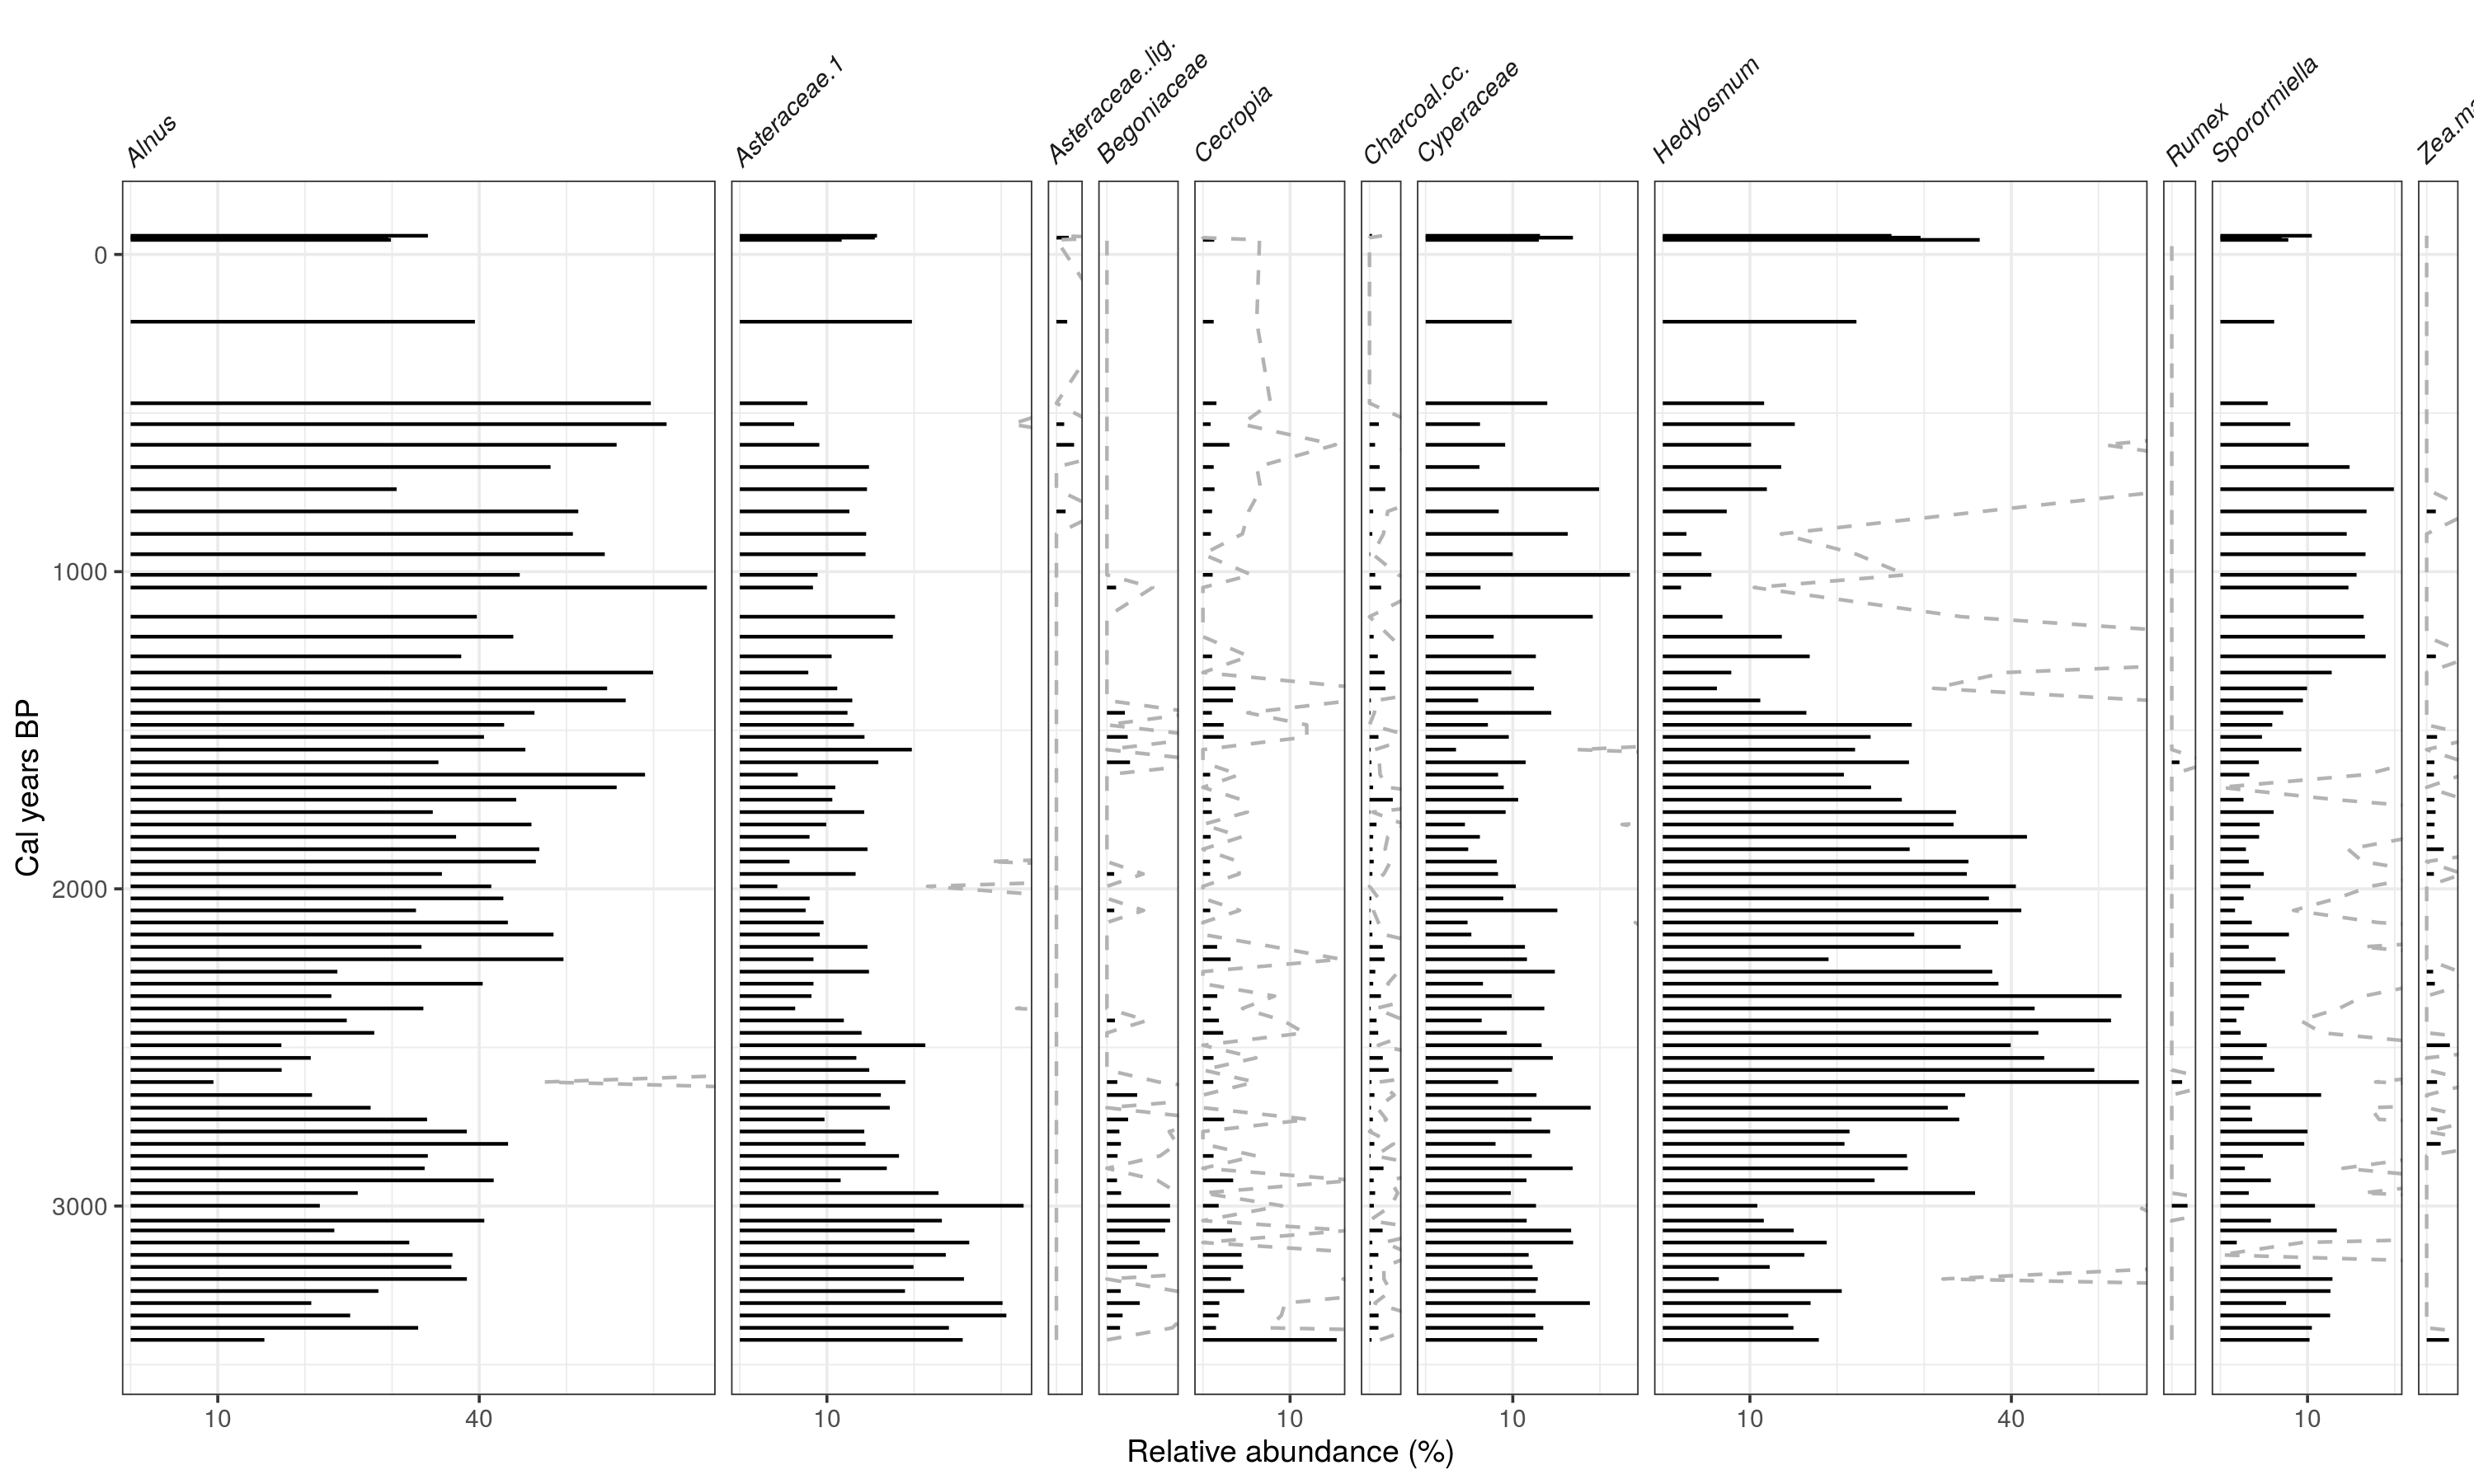 Alnus
Asteraceae.1
Asteraceae..lig.
Begoniaceae
Cecropia
Charcoal.cc.
Cyperaceae
Hedyosmum
Rumex
Sporormiella
Cal years BP
0
1000
2000
3000
10 40 10 10 10 10 40 10
Relative abundance (%)